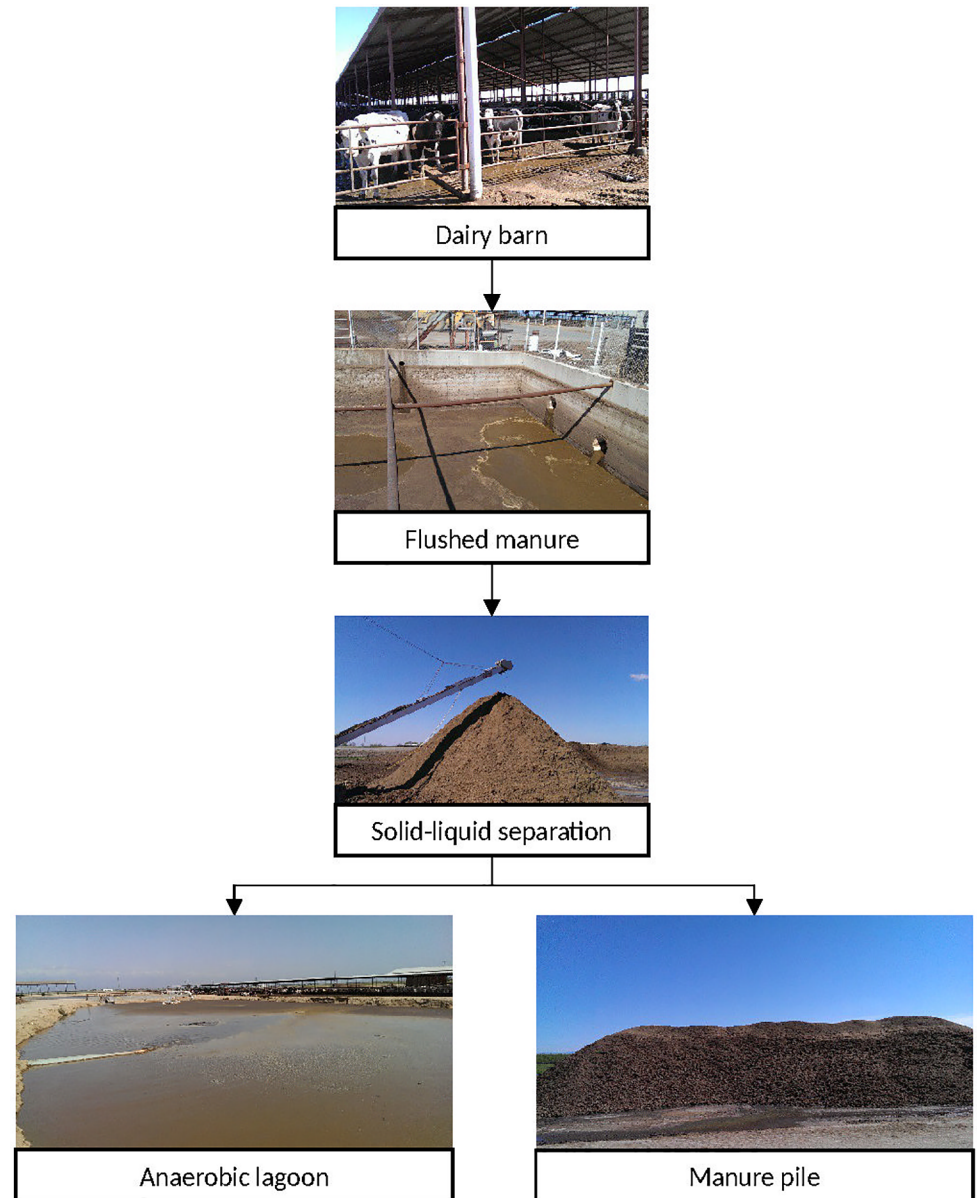 Dairy barn
Flushed manure
Solid-liquid separation
Anaerobic lagoon
Manure pile